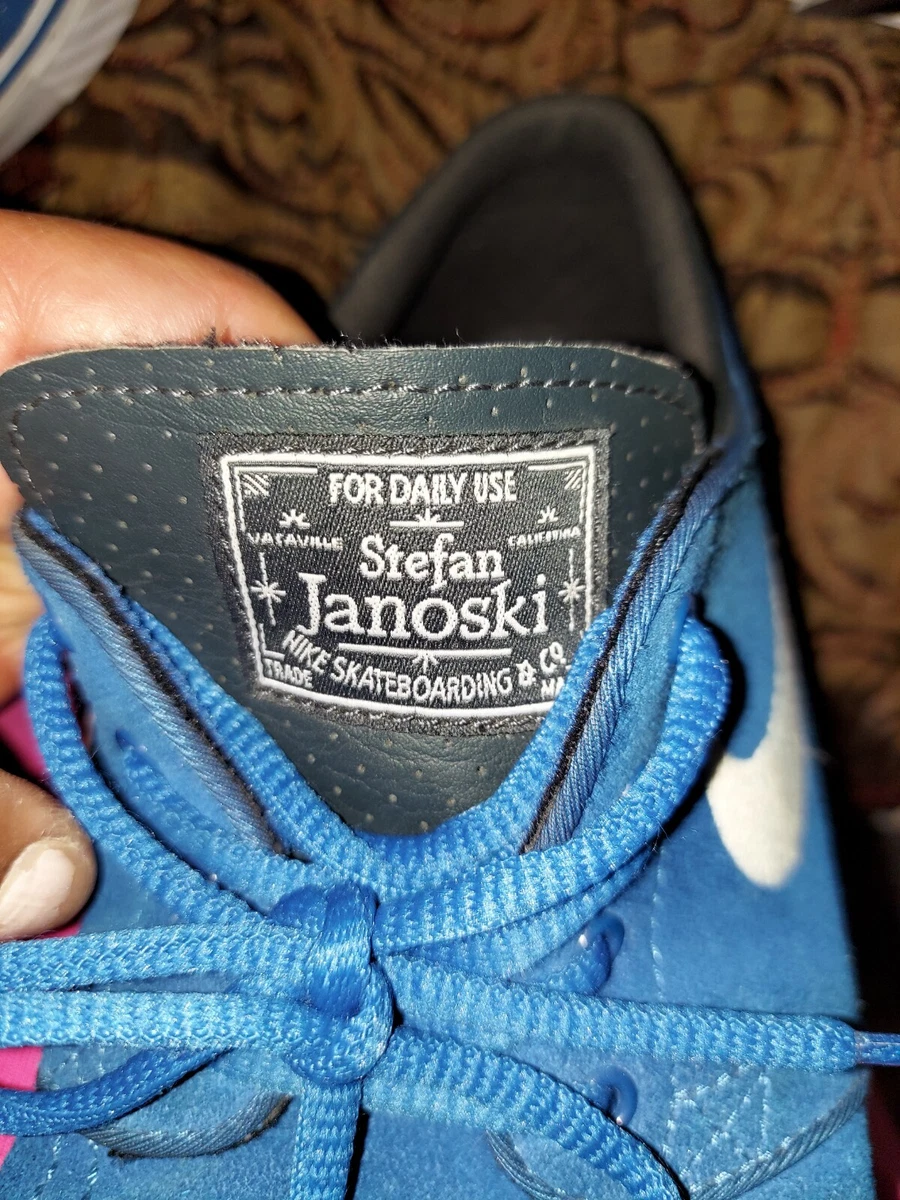 FOR DAILY USE
VACAVILLE CALIFORNIA
Stefan
Janoski
NIKE SKATEBOARDING & CO.
TRADE